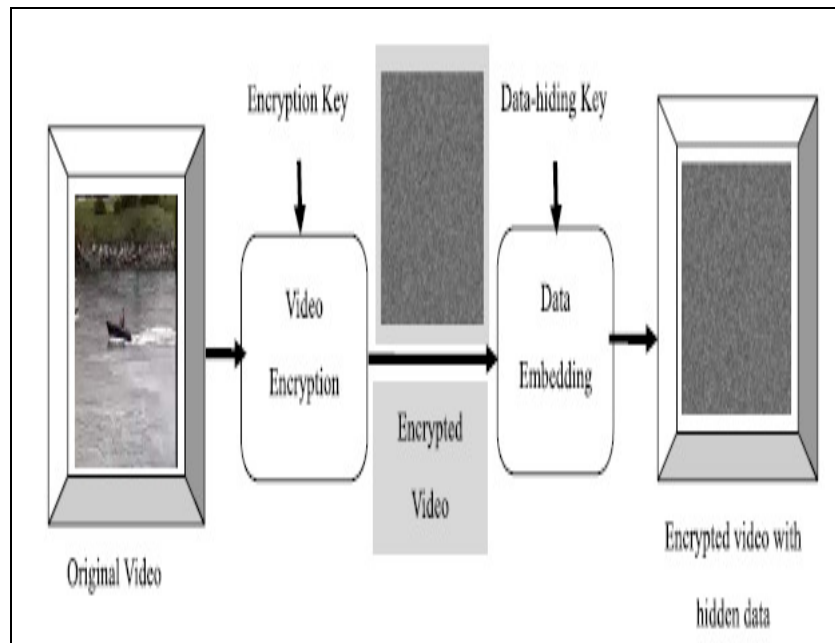 Encryption Key
Data-hiding Key
Video
Encryption
Data
Embedding
Encrypted
Video
Original Video
Encrypted video with
hidden data